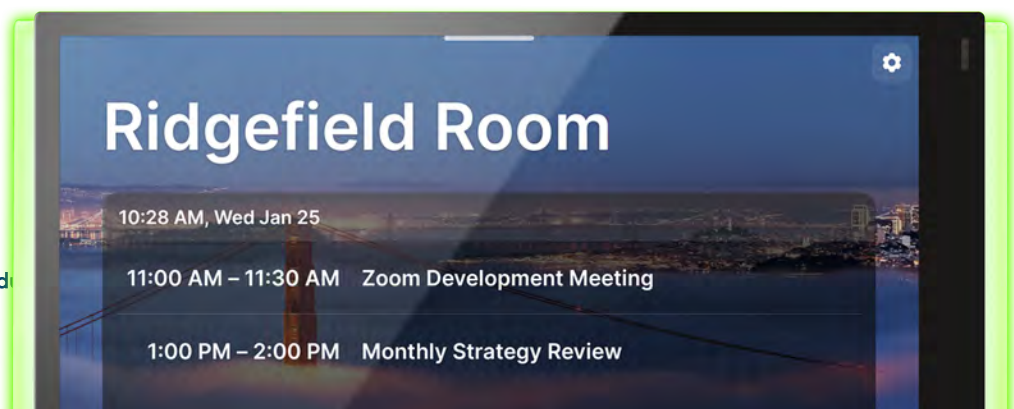 Ridgefield Room
10:28 AM, Wed Jan 25
11:00 AM – 11:30 AM Zoom Development Meeting
1:00 PM – 2:00 PM Monthly Strategy Review